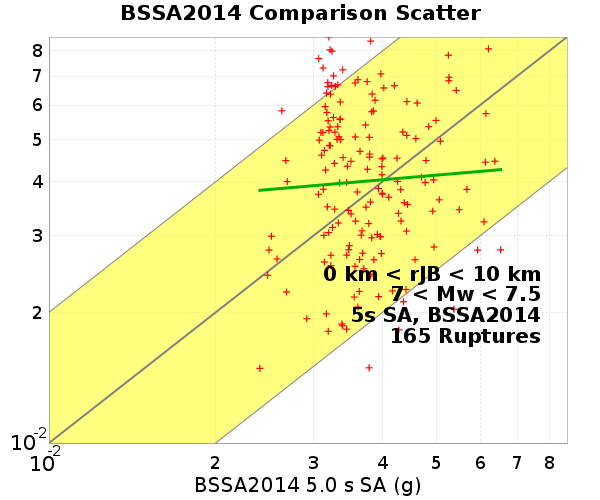 BSSA2014 Comparison Scatter
8
7
6
5
4
3
2
10-2
0 km < rJB < 10 km
7 < Mw < 7.5
5s SA, BSSA2014
165 Ruptures
10-2 2 3 4 5 6 7 8
BSSA2014 5.0 s SA (g)